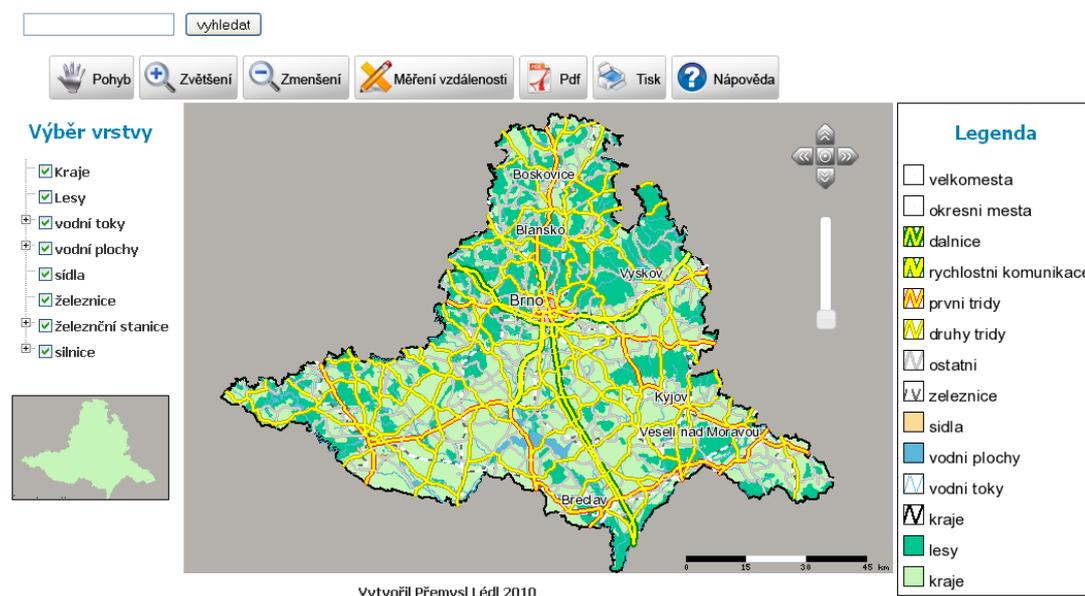 vyhledat
Pohyb
Zvětšení
Zmenšení
Měření vzdálenosti
Pdf
Tisk
Nápověda
Výběr vrstvy
Kraje
Lesy
vodní toky
vodní plochy
sídla
železnice
železnční stanice
silnice
Boskovice
Blansko
Vyskov
Brno
Kyjov
Veselí nad Moravou
Breclav
0 15 30 45 km
Legenda
velkomesta
okresni mesta
dalnice
rychlostni komunikace
prvni tridy
druhy tridy
ostatni
zeleznice
sidla
vodni plochy
vodni toky
kraje
lesy
kraje
Vytvořil Přemysl Lédl 2010